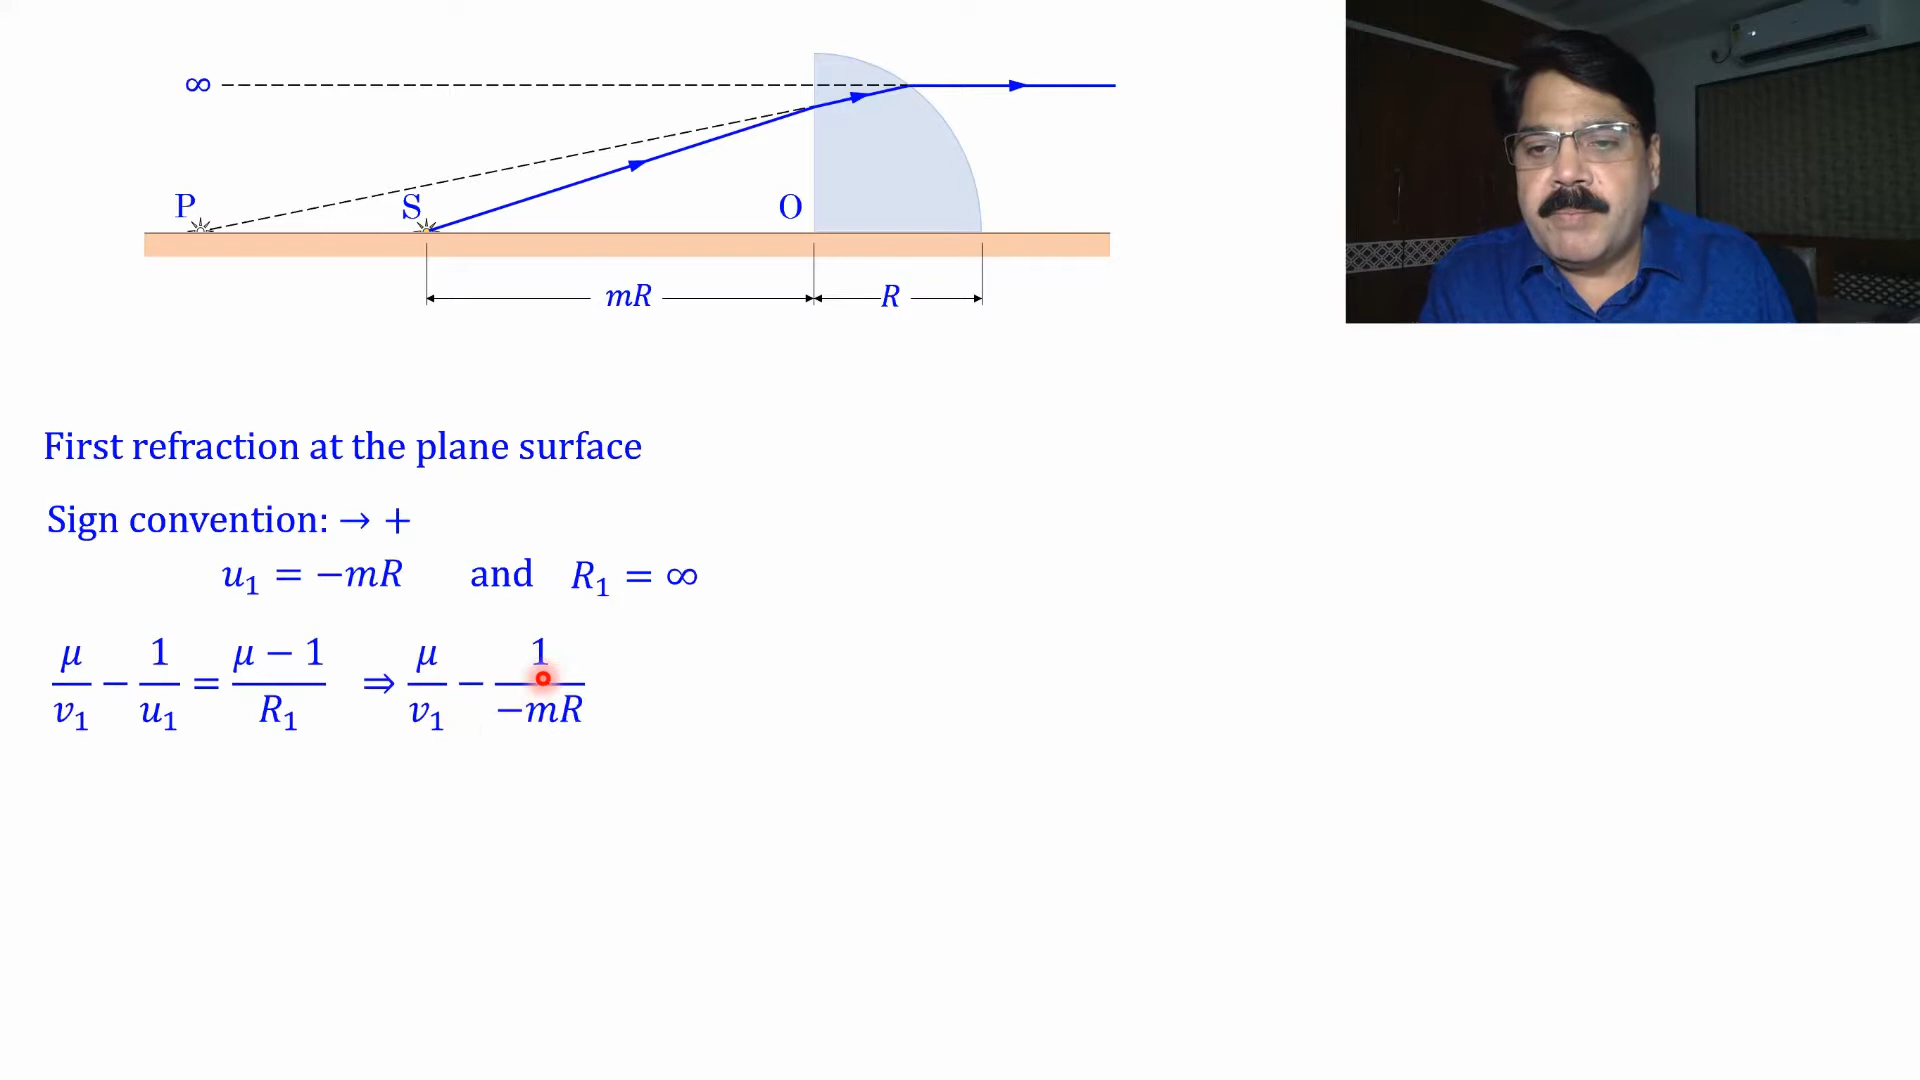 ∞
P
S
O
mR
R
First refraction at the plane surface
Sign convention: → +
u₁ = −mR and R₁ = ∞
μ/v₁ − 1/u₁ = (μ − 1)/R₁ ⇒ μ/v₁ − 1/(−mR)